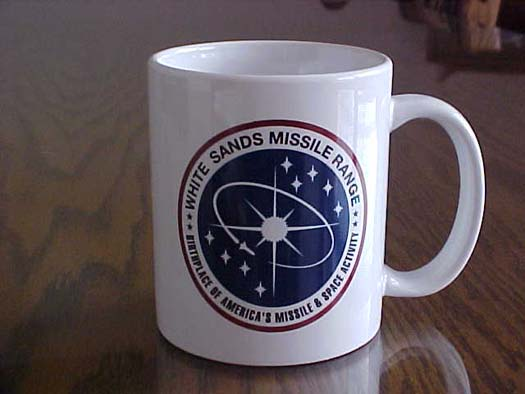 WHITE SANDS MISSILE RANGE
BIRTHPLACE OF AMERICA'S MISSILE & SPACE ACTIVITY